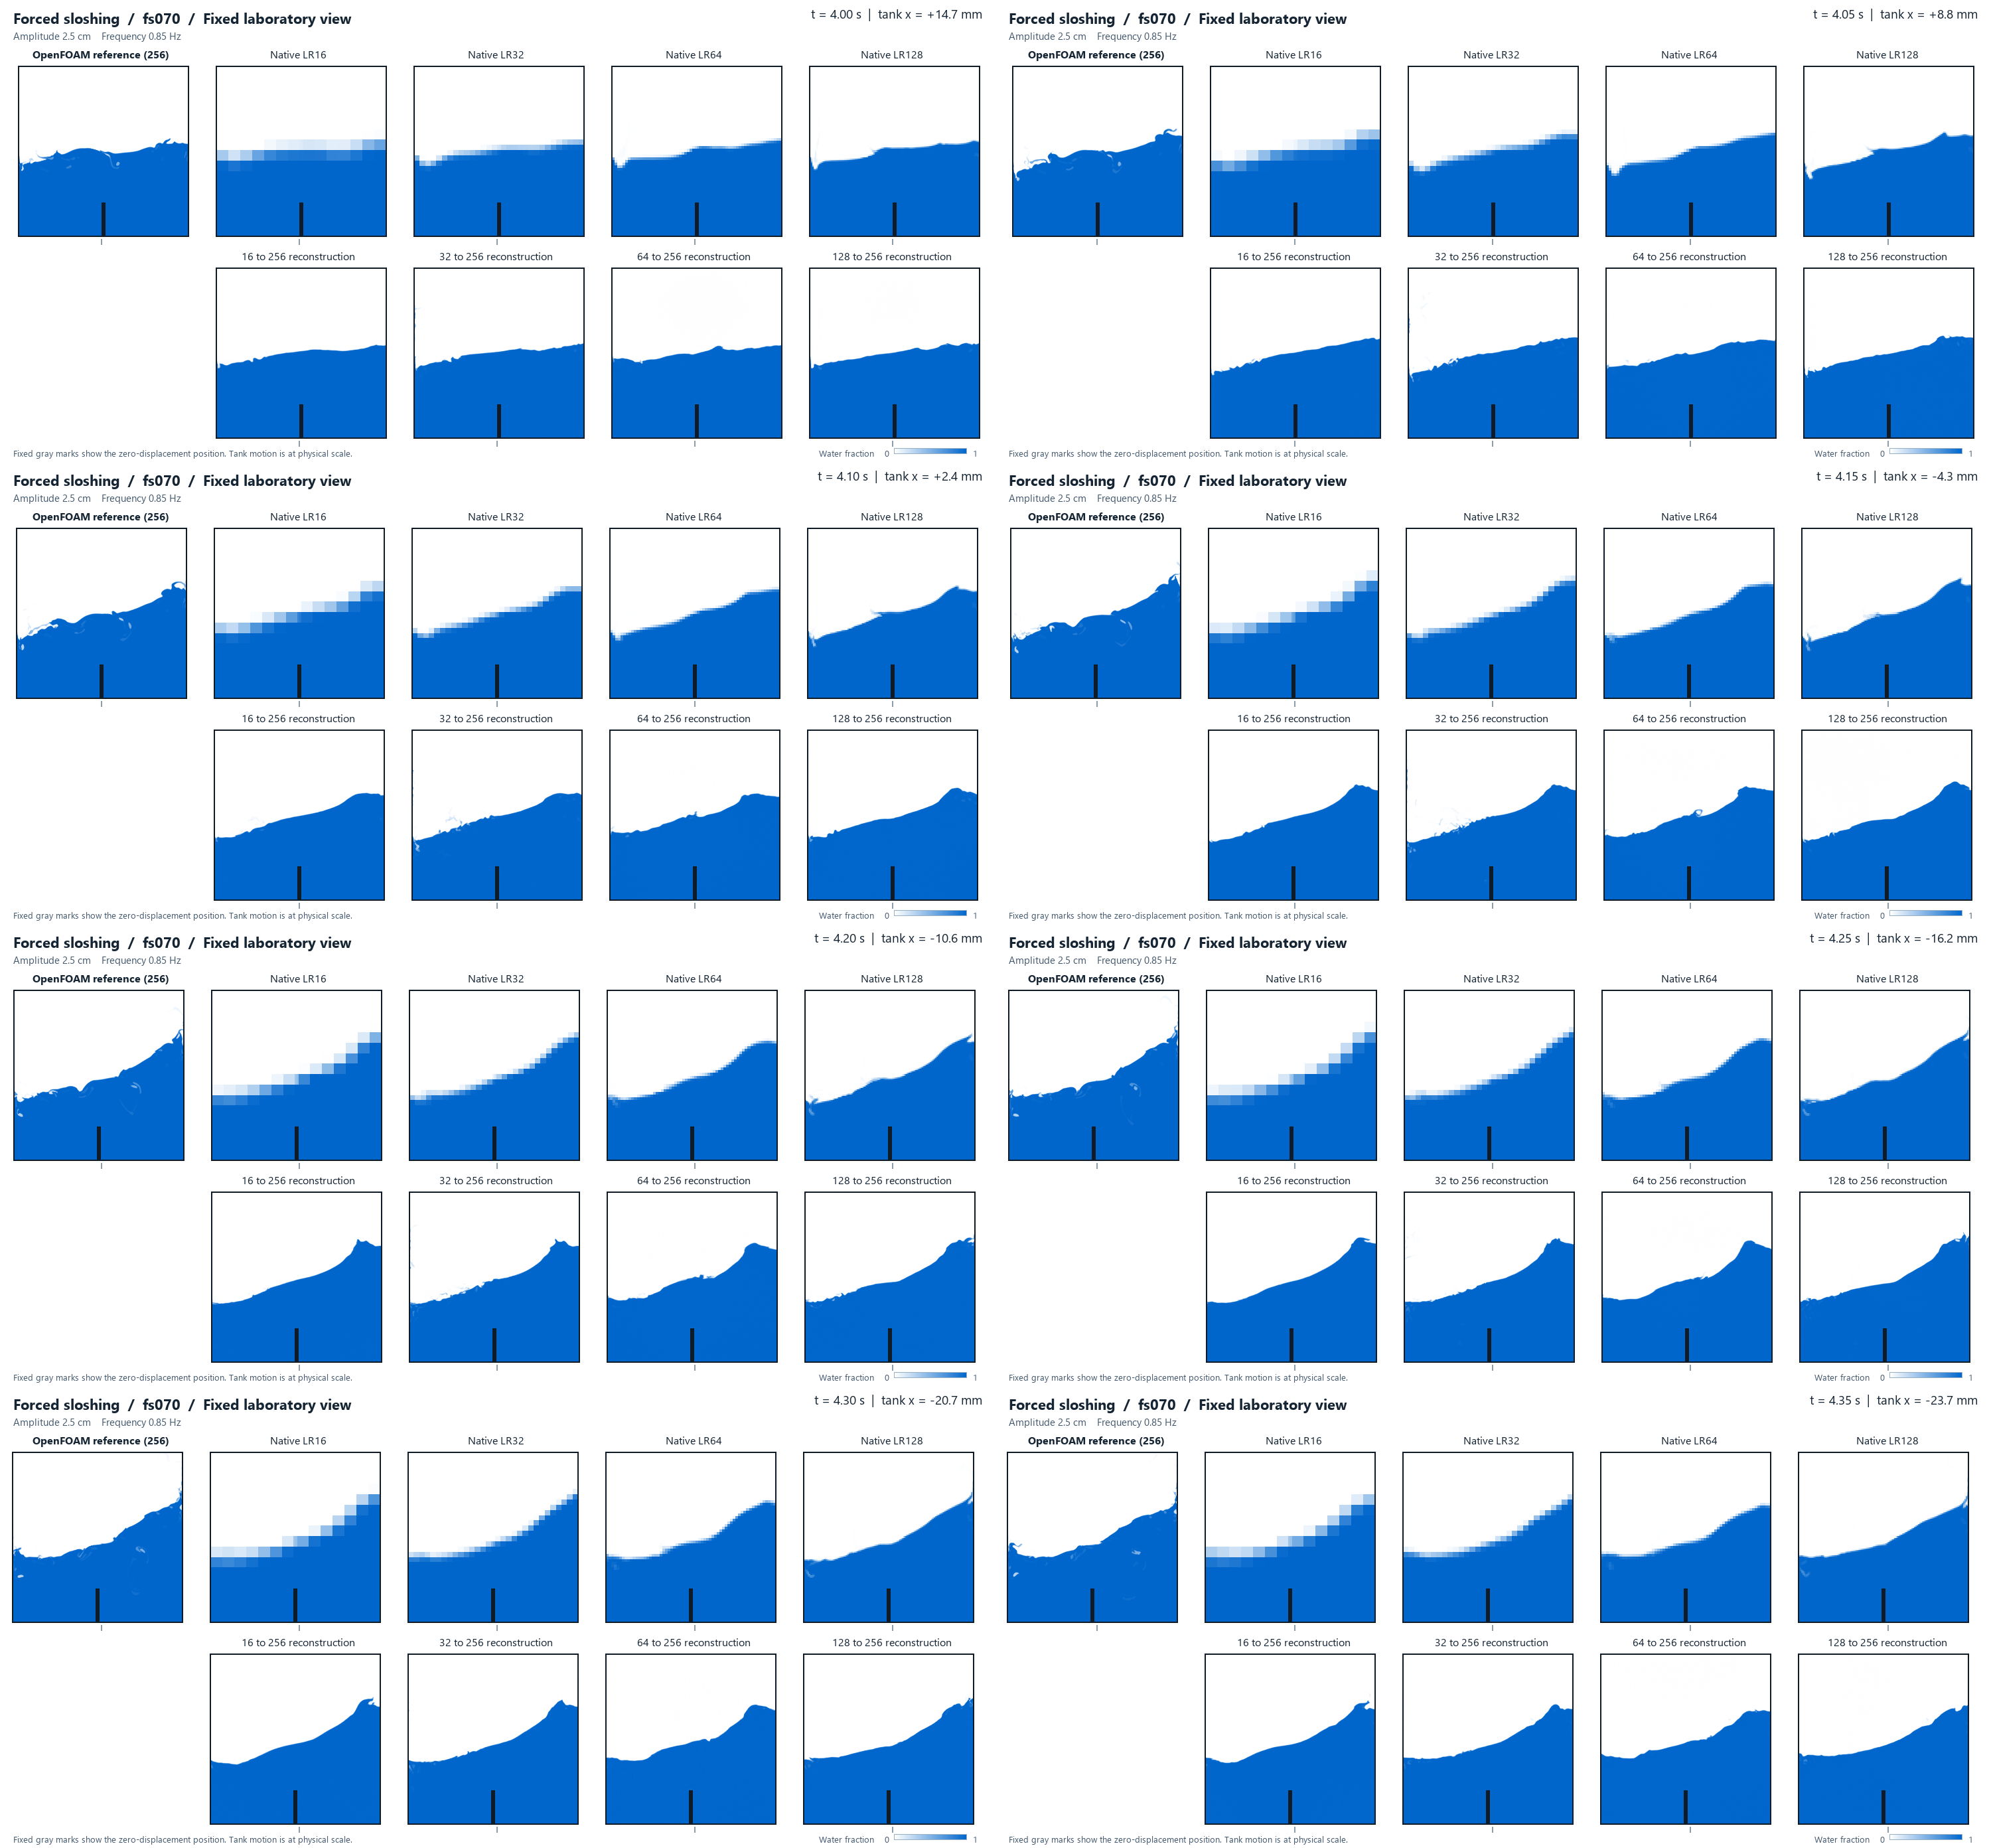 Forced sloshing / fs070 / Fixed laboratory view
t = 4.00 s | tank x = +14.7 mm
Amplitude 2.5 cm Frequency 0.85 Hz
OpenFOAM reference (256) Native LR16 Native LR32 Native LR64 Native LR128
16 to 256 reconstruction 32 to 256 reconstruction 64 to 256 reconstruction 128 to 256 reconstruction
Fixed gray marks show the zero-displacement position. Tank motion is at physical scale.
Water fraction 0 1
Forced sloshing / fs070 / Fixed laboratory view
t = 4.05 s | tank x = +8.8 mm
Amplitude 2.5 cm Frequency 0.85 Hz
OpenFOAM reference (256) Native LR16 Native LR32 Native LR64 Native LR128
16 to 256 reconstruction 32 to 256 reconstruction 64 to 256 reconstruction 128 to 256 reconstruction
Fixed gray marks show the zero-displacement position. Tank motion is at physical scale.
Water fraction 0 1
Forced sloshing / fs070 / Fixed laboratory view
t = 4.10 s | tank x = +2.4 mm
Amplitude 2.5 cm Frequency 0.85 Hz
OpenFOAM reference (256) Native LR16 Native LR32 Native LR64 Native LR128
16 to 256 reconstruction 32 to 256 reconstruction 64 to 256 reconstruction 128 to 256 reconstruction
Fixed gray marks show the zero-displacement position. Tank motion is at physical scale.
Water fraction 0 1
Forced sloshing / fs070 / Fixed laboratory view
t = 4.15 s | tank x = -4.3 mm
Amplitude 2.5 cm Frequency 0.85 Hz
OpenFOAM reference (256) Native LR16 Native LR32 Native LR64 Native LR128
16 to 256 reconstruction 32 to 256 reconstruction 64 to 256 reconstruction 128 to 256 reconstruction
Fixed gray marks show the zero-displacement position. Tank motion is at physical scale.
Water fraction 0 1
Forced sloshing / fs070 / Fixed laboratory view
t = 4.20 s | tank x = -10.6 mm
Amplitude 2.5 cm Frequency 0.85 Hz
OpenFOAM reference (256) Native LR16 Native LR32 Native LR64 Native LR128
16 to 256 reconstruction 32 to 256 reconstruction 64 to 256 reconstruction 128 to 256 reconstruction
Fixed gray marks show the zero-displacement position. Tank motion is at physical scale.
Water fraction 0 1
Forced sloshing / fs070 / Fixed laboratory view
t = 4.25 s | tank x = -16.2 mm
Amplitude 2.5 cm Frequency 0.85 Hz
OpenFOAM reference (256) Native LR16 Native LR32 Native LR64 Native LR128
16 to 256 reconstruction 32 to 256 reconstruction 64 to 256 reconstruction 128 to 256 reconstruction
Fixed gray marks show the zero-displacement position. Tank motion is at physical scale.
Water fraction 0 1
Forced sloshing / fs070 / Fixed laboratory view
t = 4.30 s | tank x = -20.7 mm
Amplitude 2.5 cm Frequency 0.85 Hz
OpenFOAM reference (256) Native LR16 Native LR32 Native LR64 Native LR128
16 to 256 reconstruction 32 to 256 reconstruction 64 to 256 reconstruction 128 to 256 reconstruction
Fixed gray marks show the zero-displacement position. Tank motion is at physical scale.
Water fraction 0 1
Forced sloshing / fs070 / Fixed laboratory view
t = 4.35 s | tank x = -23.7 mm
Amplitude 2.5 cm Frequency 0.85 Hz
OpenFOAM reference (256) Native LR16 Native LR32 Native LR64 Native LR128
16 to 256 reconstruction 32 to 256 reconstruction 64 to 256 reconstruction 128 to 256 reconstruction
Fixed gray marks show the zero-displacement position. Tank motion is at physical scale.
Water fraction 0 1